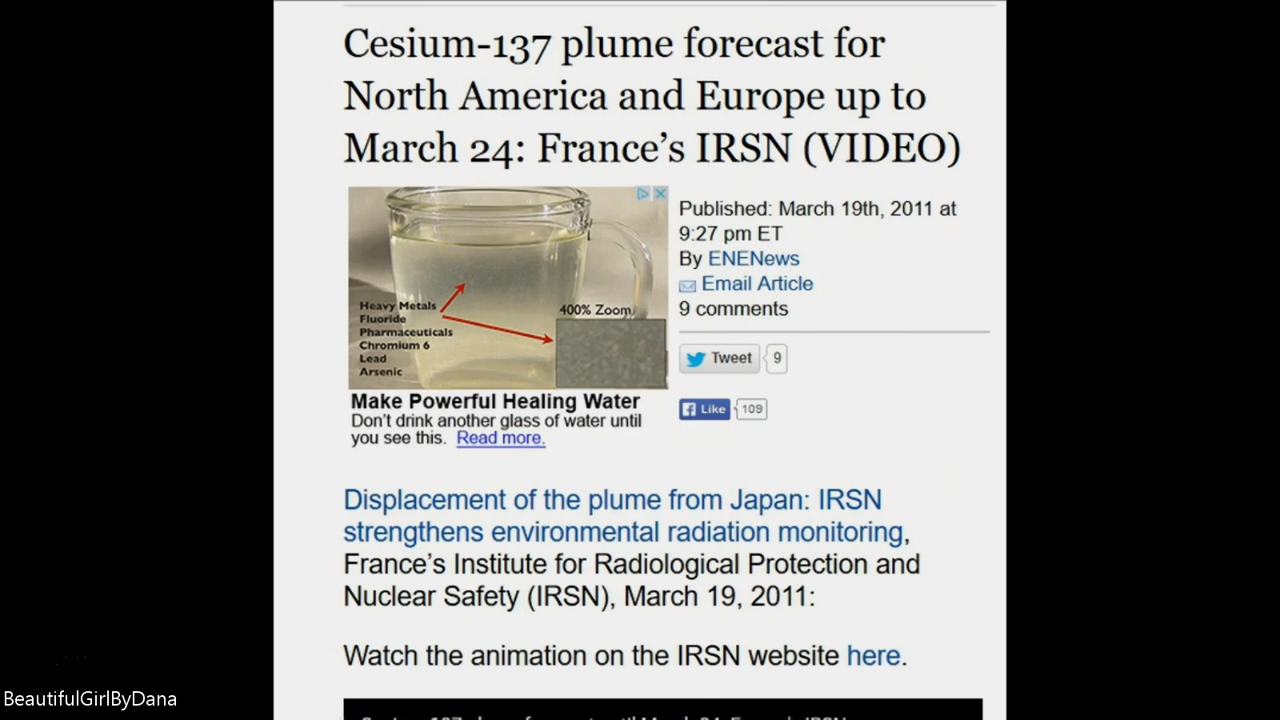 Cesium-137 plume forecast for
North America and Europe up to
March 24: France's IRSN (VIDEO)
Heavy Metals
Fluoride
Pharmaceuticals
Chromium 6
Lead
Arsenic
400% Zoom
Make Powerful Healing Water
Don't drink another glass of water until
you see this. Read more.
Published: March 19th, 2011 at
9:27 pm ET
By ENENews
Email Article
9 comments
Tweet 9
Like 109
Displacement of the plume from Japan: IRSN
strengthens environmental radiation monitoring,
France's Institute for Radiological Protection and
Nuclear Safety (IRSN), March 19, 2011:
Watch the animation on the IRSN website here.
BeautifulGirlByDana